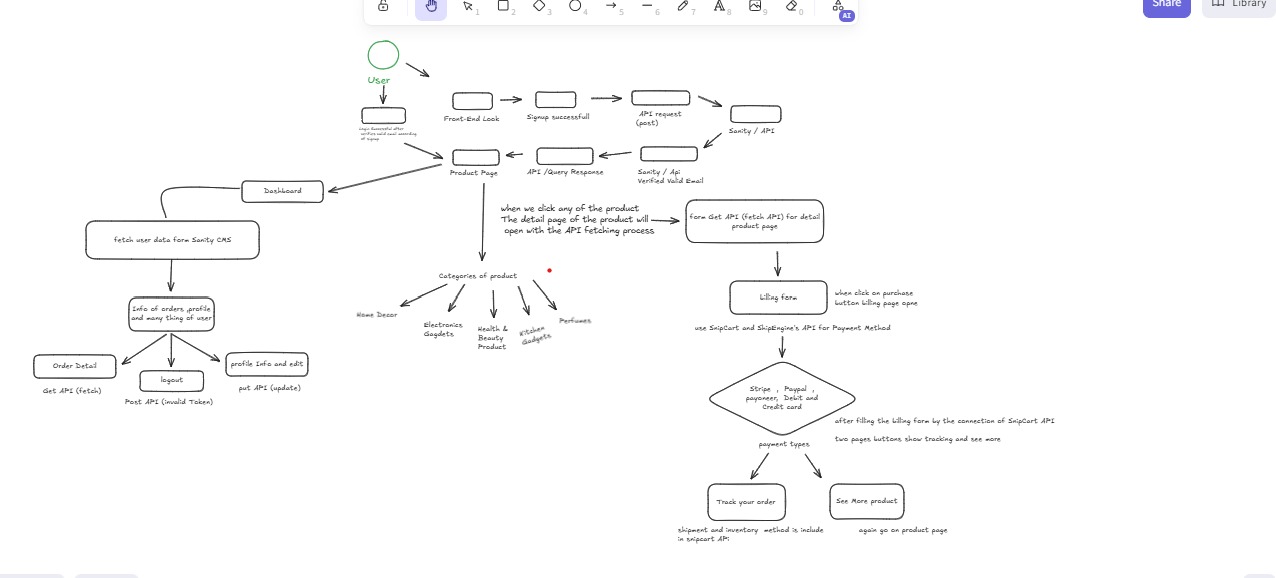 Share
Library
1
2
3
4
5
6
7
8
9
0
AI
User
Login Successful after
verifies valid email according
of signup
Front-End Look
Signup successfull
API request
(post)
Sanity / API
Product Page
API /Query Response
Sanity / Api
Verified Valid Email
Dashboard
fetch user data form Sanity CMS
Info of orders ,profile
and many thing of user
Order Detail
Get API (fetch)
logout
Post API (invalid Token)
profile Info and edit
put API (update)
when we click any of the product
The detail page of the product will
open with the API fetching process
form Get API (fetch API) for detail
product page
Categories of product
Home Decor
Electronics
Gagdets
Health &
Beauty
Product
Kitchen
Gadgets
Perfumes
billing form
when click on purchase
button billing page opne
use SnipCart and ShipEngine's API for Payment Method
Stripe , Paypal ,
payoneer, Debit and
Credit card
payment types
after filling the billing form by the connection of SnipCart API
two pages buttons show tracking and see more
Track your order
shipment and inventory method is include
in snipcart API
See More product
again go on product page